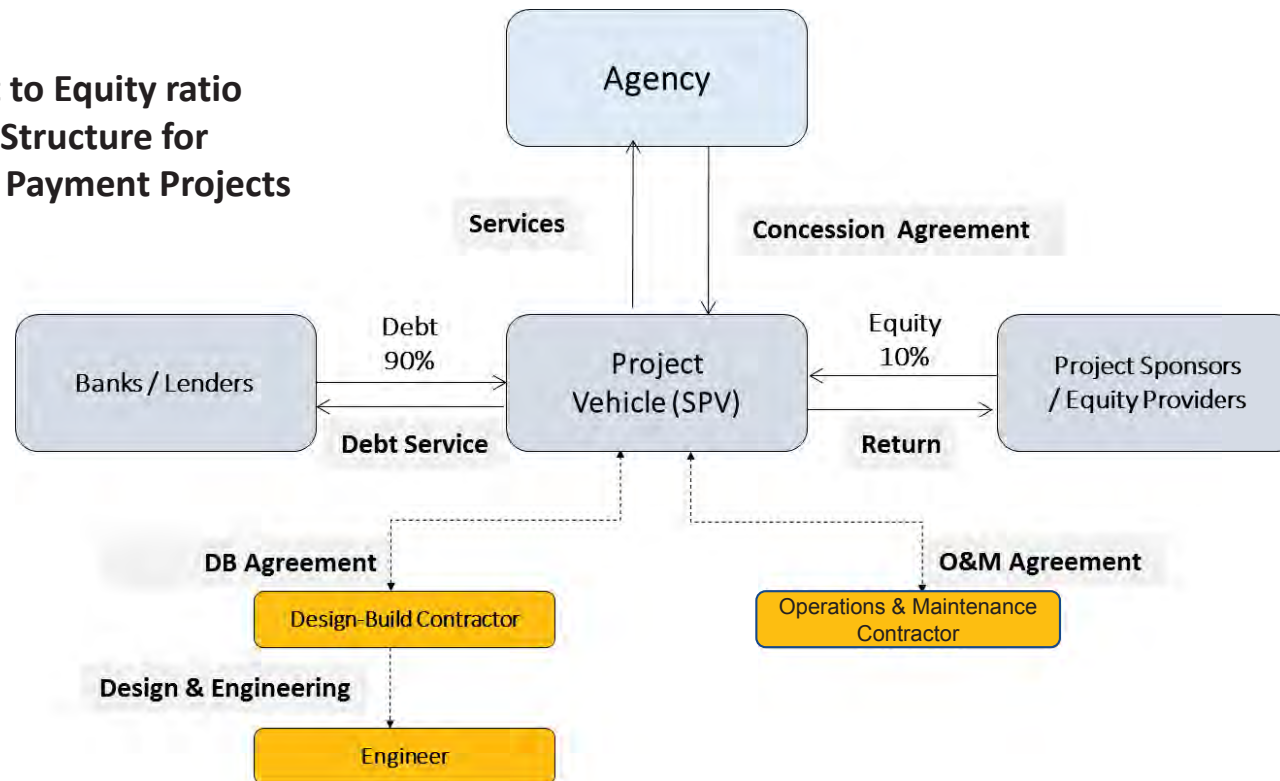 to Equity ratio
Structure for
Payment Projects
Agency
Services
Concession Agreement
Debt
90%
Equity
10%
Banks / Lenders
Project
Vehicle (SPV)
Project Sponsors
/ Equity Providers
Debt Service
Return
DB Agreement
O&M Agreement
Design-Build Contractor
Operations & Maintenance
Contractor
Design & Engineering
Engineer